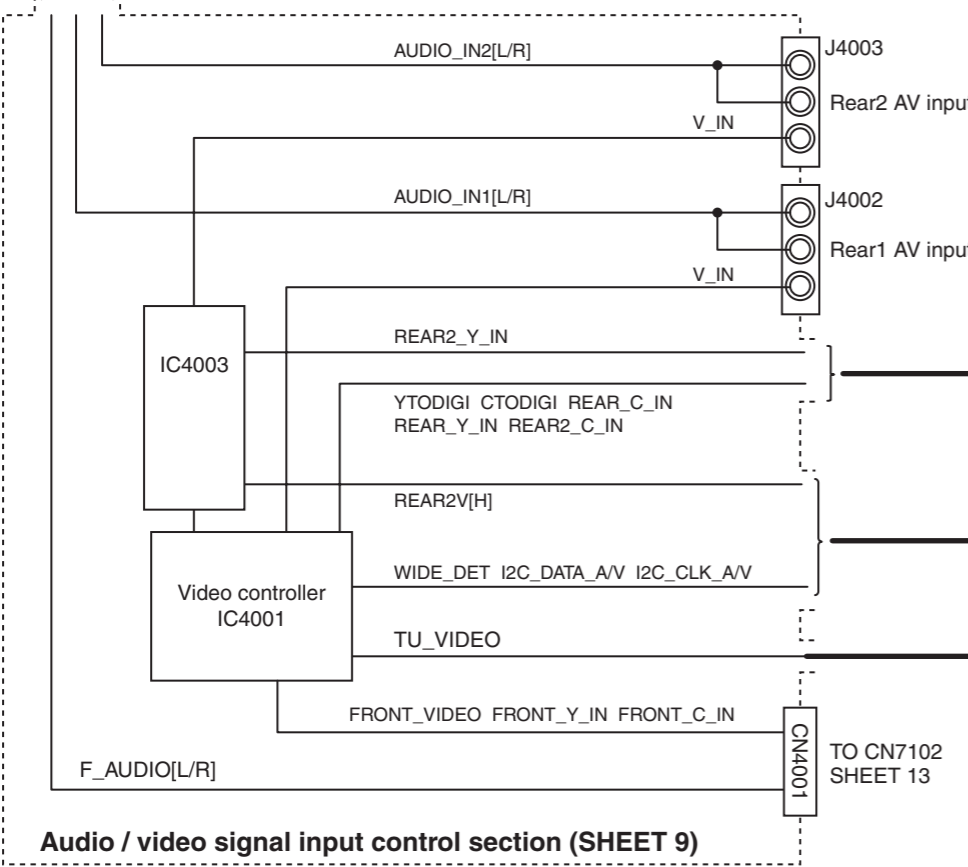 AUDIO_IN2[L/R]
J4003
Rear2 AV input
V_IN
AUDIO_IN1[L/R]
J4002
Rear1 AV input
V_IN
REAR2_Y_IN
IC4003
YTODIGI CTODIGI REAR_C_IN
REAR_Y_IN REAR2_C_IN
REAR2V[H]
WIDE_DET I2C_DATA_A/V I2C_CLK_A/V
Video controller
IC4001
TU_VIDEO
FRONT_VIDEO FRONT_Y_IN FRONT_C_IN
CN4001
TO CN7102
SHEET 13
F_AUDIO[L/R]
Audio / video signal input control section (SHEET 9)